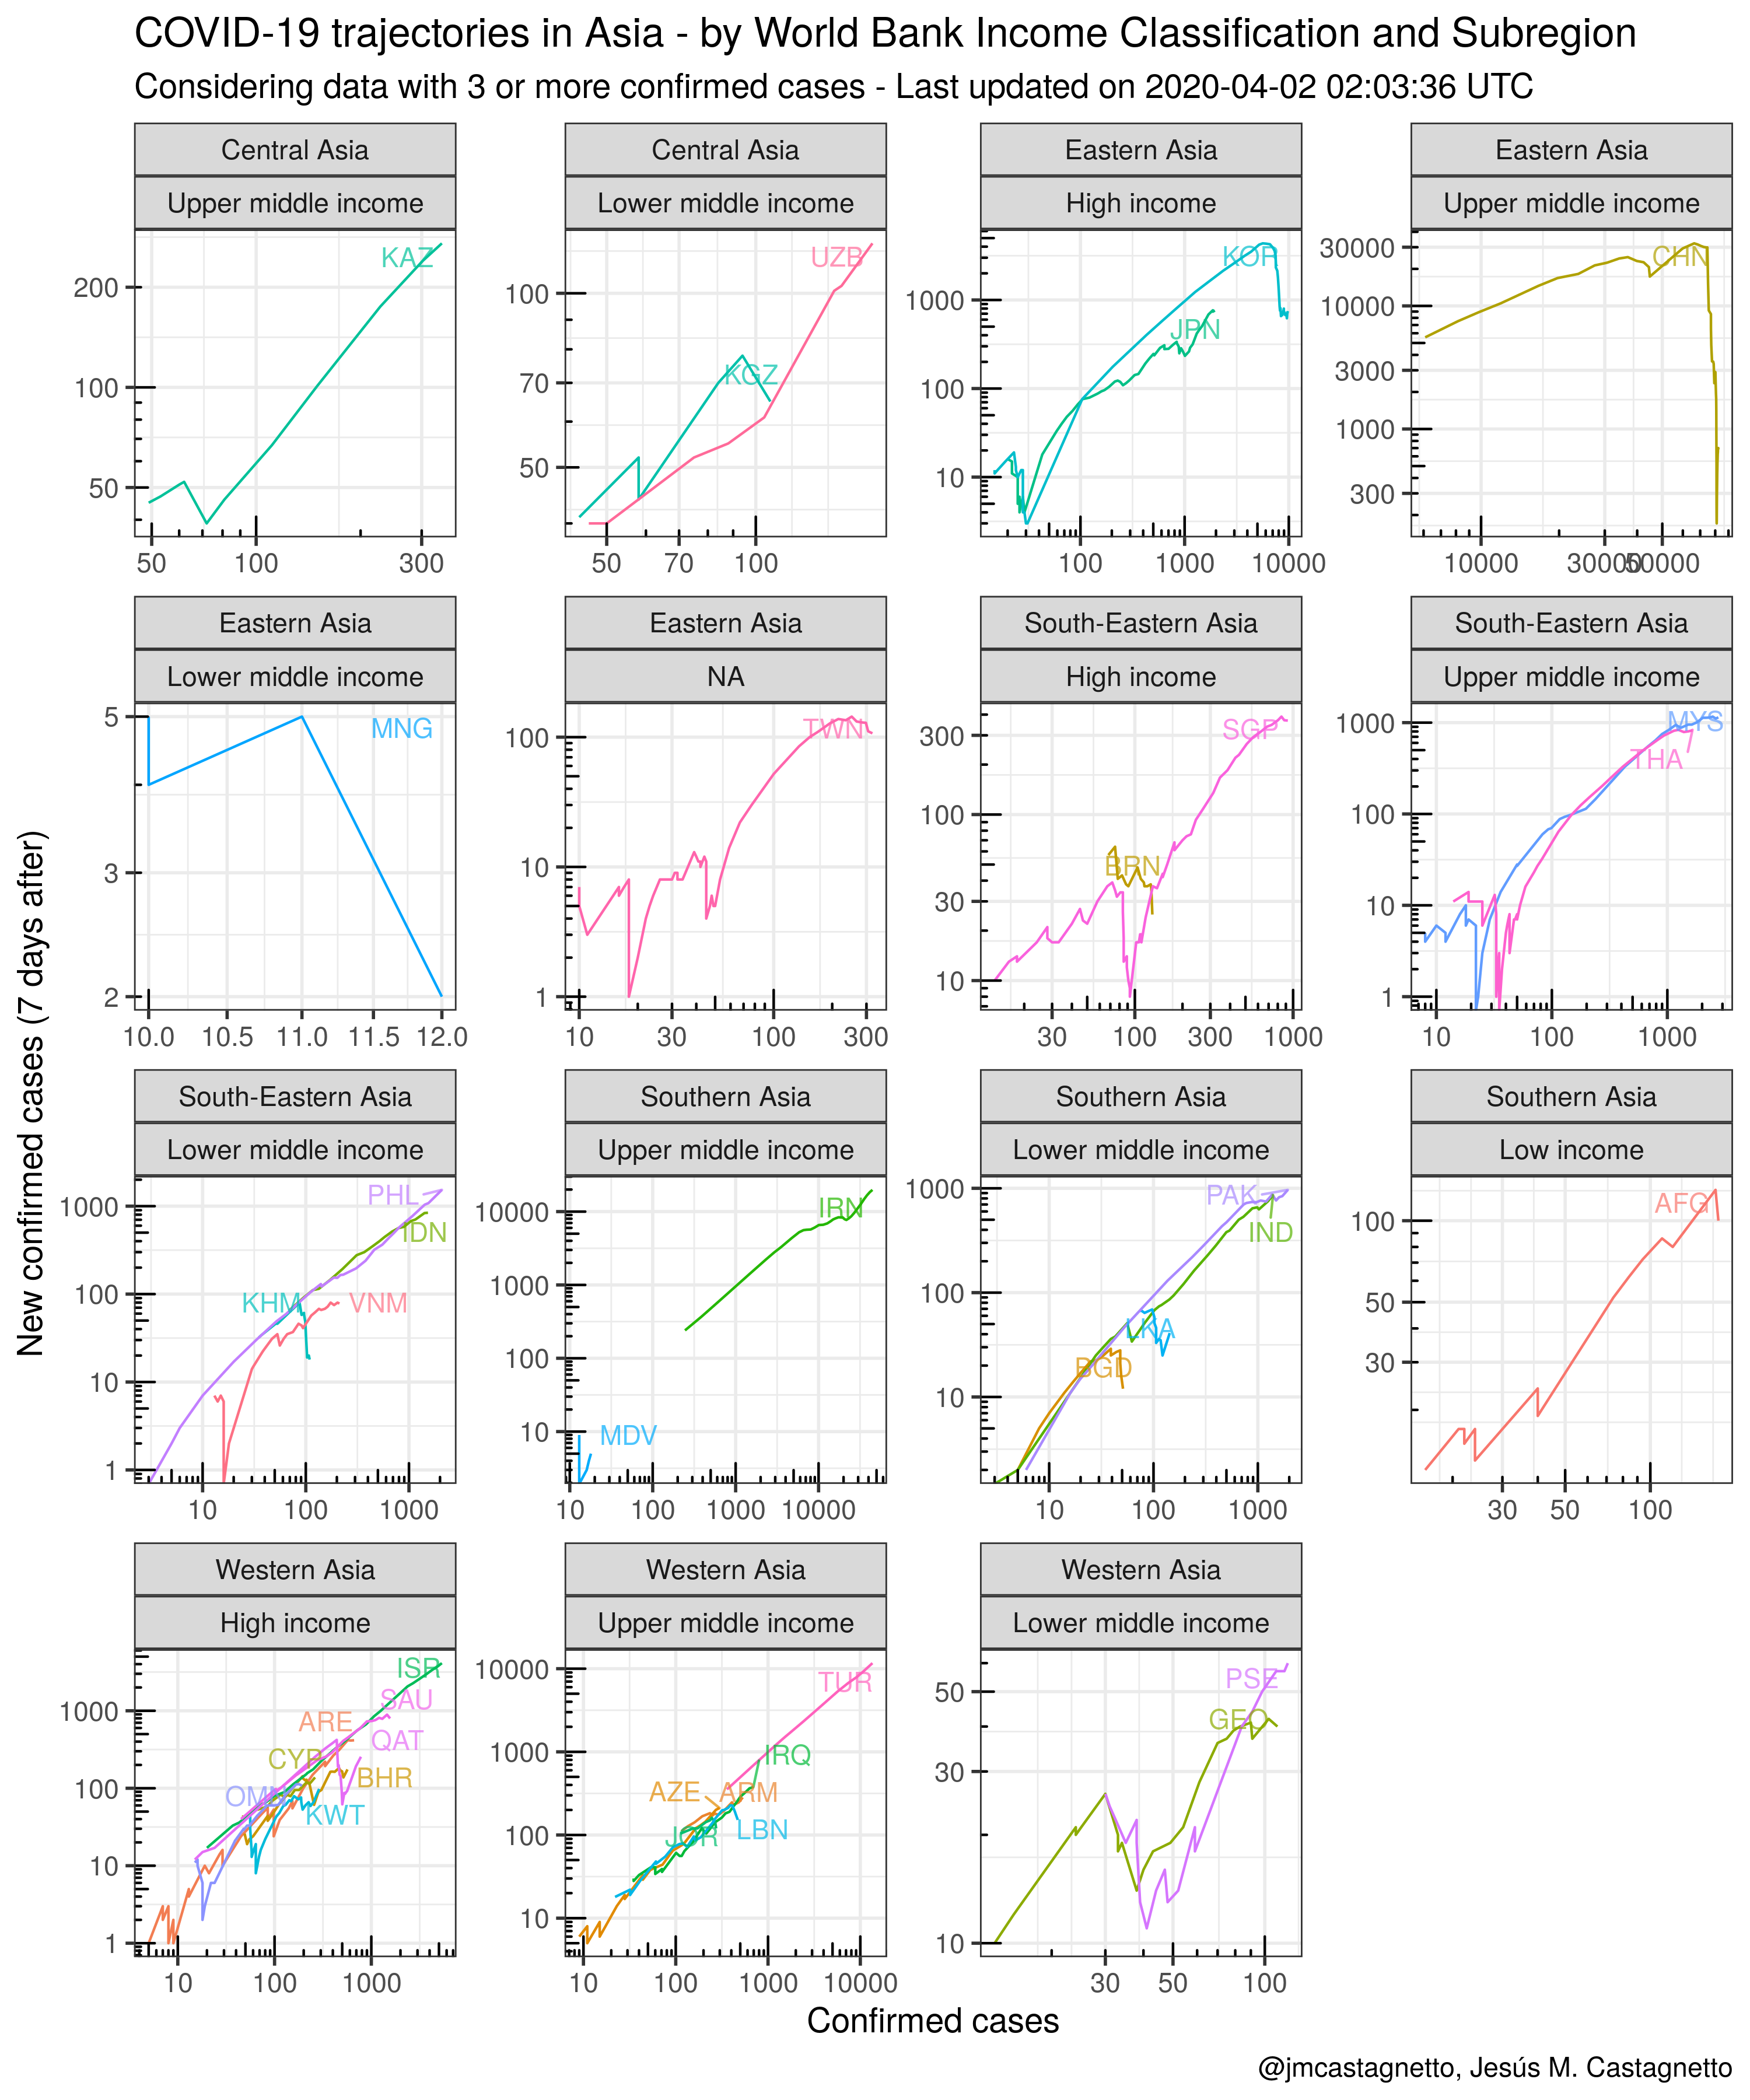 COVID-19 trajectories in Asia - by World Bank Income Classification and Subregion
Considering data with 3 or more confirmed cases - Last updated on 2020-04-02 02:03:36 UTC
Central Asia
Upper middle income
KAZ
200
100
50
50 100 300
Central Asia
Lower middle income
UZB
KGZ
100
70
50
50 70 100
Eastern Asia
High income
KOR
JPN
1000
100
10
100 1000 10000
Eastern Asia
Upper middle income
CHN
30000
10000
3000
1000
300
10000 30000 50000
Eastern Asia
Lower middle income
MNG
5
3
2
10.0 10.5 11.0 11.5 12.0
Eastern Asia
NA
TWN
100
10
1
10 30 100 300
South-Eastern Asia
High income
SGP
BRN
300
100
30
10
30 100 300 1000
South-Eastern Asia
Upper middle income
MYS
THA
1000
100
10
1
10 100 1000
South-Eastern Asia
Lower middle income
PHL
IDN
KHM
VNM
1000
100
10
1
10 100 1000
Southern Asia
Upper middle income
IRN
MDV
10000
1000
100
10
10 100 1000 10000
Southern Asia
Lower middle income
PAK
IND
LKA
BGD
1000
100
10
10 100 1000
Southern Asia
Low income
AFG
100
50
30
30 50 100
Western Asia
High income
ISR
SAU
ARE
QAT
CYP
BHR
OMN
KWT
1000
100
10
1
10 100 1000
Western Asia
Upper middle income
TUR
IRQ
AZE ARM
LBN
JOR
10000
1000
100
10
10 100 1000 10000
Western Asia
Lower middle income
PSE
GEO
50
30
10
30 50 100
New confirmed cases (7 days after)
Confirmed cases
@jmcastagnetto, Jesús M. Castagnetto